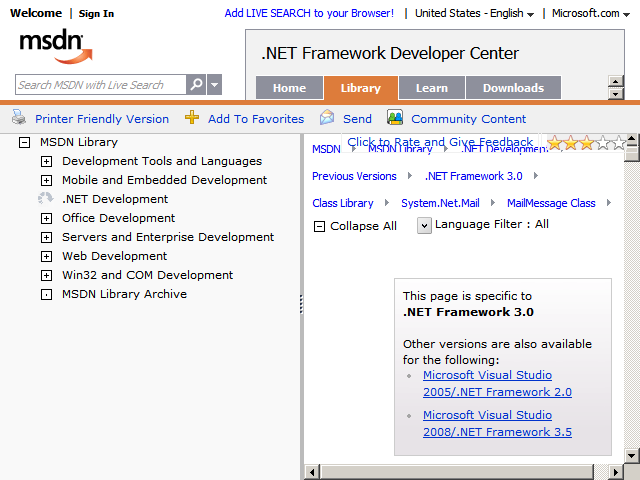 Welcome | Sign In
Add LIVE SEARCH to your Browser! | United States - English | Microsoft.com
msdn
.NET Framework Developer Center
Search MSDN with Live Search
Home Library Learn Downloads
Printer Friendly Version Add To Favorites Send Community Content
MSDN Library
Development Tools and Languages
Mobile and Embedded Development
.NET Development
Office Development
Servers and Enterprise Development
Web Development
Win32 and COM Development
MSDN Library Archive
Click to Rate and Give Feedback
MSDN MSDN Library .NET Development
Previous Versions .NET Framework 3.0
Class Library System.Net.Mail MailMessage Class
Collapse All Language Filter : All
This page is specific to
.NET Framework 3.0
Other versions are also available
for the following:
Microsoft Visual Studio
2005/.NET Framework 2.0
Microsoft Visual Studio
2008/.NET Framework 3.5